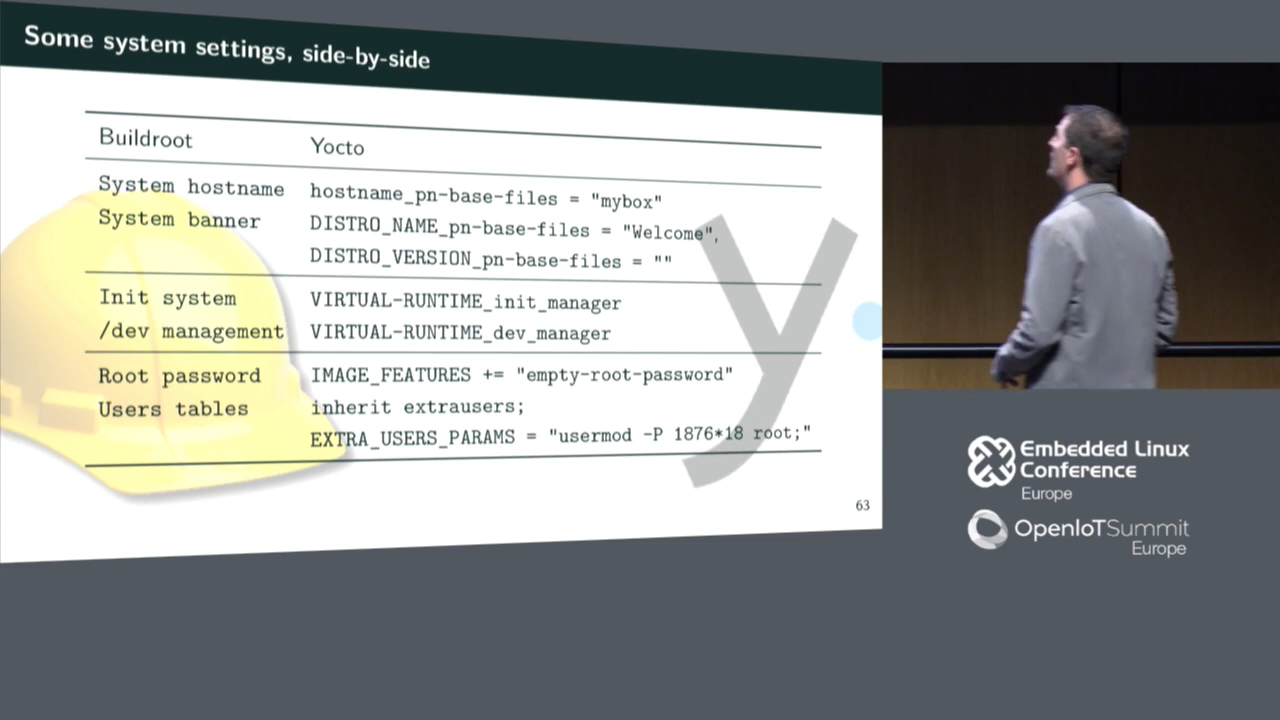 Some system settings, side-by-side
Buildroot Yocto
System hostname hostname_pn-base-files = "mybox"
System banner DISTRO_NAME_pn-base-files = "Welcome",
DISTRO_VERSION_pn-base-files = ""
Init system VIRTUAL-RUNTIME_init_manager
/dev management VIRTUAL-RUNTIME_dev_manager
Root password IMAGE_FEATURES += "empty-root-password"
Users tables inherit extrausers;
EXTRA_USERS_PARAMS = "usermod -P 1876*18 root;"
63
Embedded Linux
Conference
Europe
OpenIoTSummit
Europe